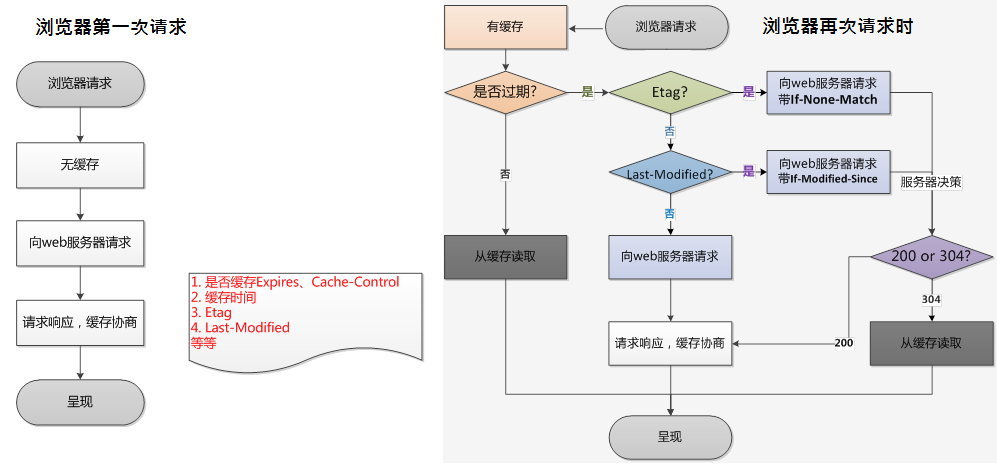 浏览器第一次请求
浏览器请求
无缓存
向web服务器请求
请求响应，缓存协商
呈现
1. 是否缓存Expires、Cache-Control
2. 缓存时间
3. Etag
4. Last-Modified
等等
浏览器再次请求时
浏览器请求
有缓存
是否过期?
是
Etag?
是
向web服务器请求
带If-None-Match
否
否
Last-Modified?
是
向web服务器请求
带If-Modified-Since
服务器决策
否
从缓存读取
向web服务器请求
200 or 304?
304
200
请求响应，缓存协商
从缓存读取
呈现